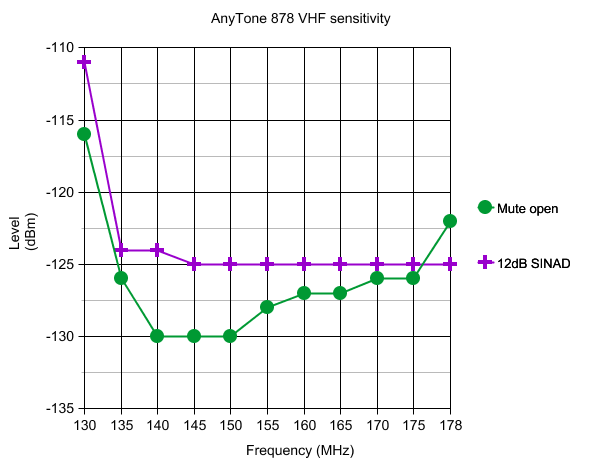 AnyTone 878 VHF sensitivity
-110
-115
-120
-125
-130
-135
Level
(dBm)
130 135 140 145 150 155 160 165 170 175 178
Frequency (MHz)
Mute open
12dB SINAD